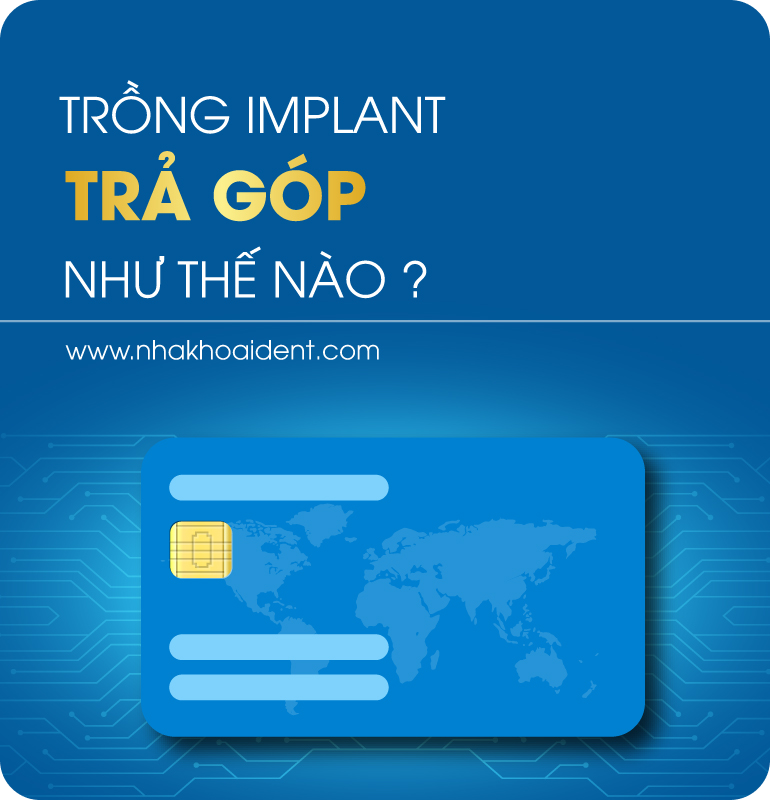 TRỒNG IMPLANT
TRẢ GÓP
NHƯ THẾ NÀO ?
www.nhakhoaident.com